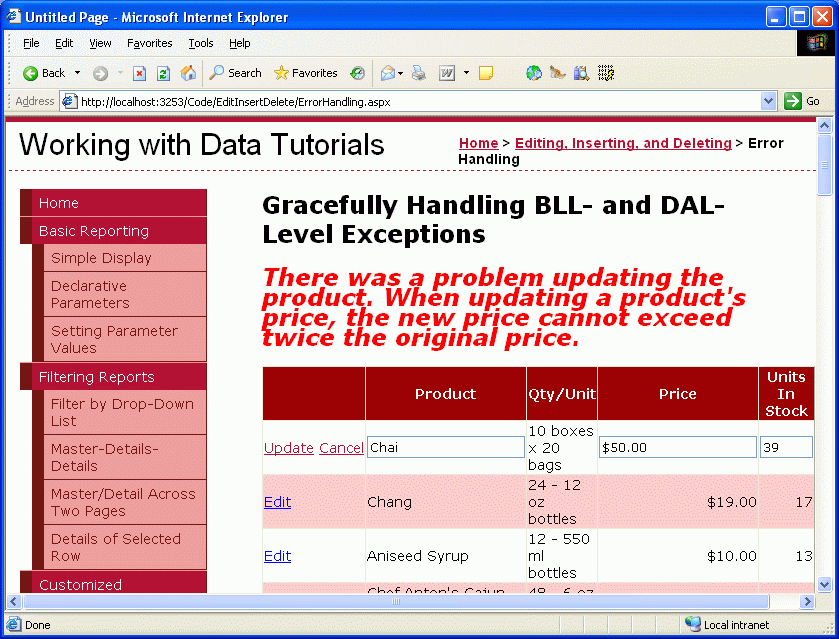 Untitled Page - Microsoft Internet Explorer
File Edit View Favorites Tools Help
Back Search Favorites
Address http://localhost:3253/Code/EditInsertDelete/ErrorHandling.aspx Go
Working with Data Tutorials
Home > Editing, Inserting, and Deleting > Error
Handling
Home
Basic Reporting
Simple Display
Declarative
Parameters
Setting Parameter
Values
Filtering Reports
Filter by Drop-Down
List
Master-Details-
Details
Master/Detail Across
Two Pages
Details of Selected
Row
Customized
Gracefully Handling BLL- and DAL-
Level Exceptions
There was a problem updating the
product. When updating a product's
price, the new price cannot exceed
twice the original price.
Product Qty/Unit Price Units
In
Stock
Update Cancel Chai 10 boxes
x 20
bags $50.00 39
Edit Chang 24 - 12
oz
bottles $19.00 17
Edit Aniseed Syrup 12 - 550
ml
bottles $10.00 13
Chef Anton's Cajun 48 - 6 oz
Done Local intranet